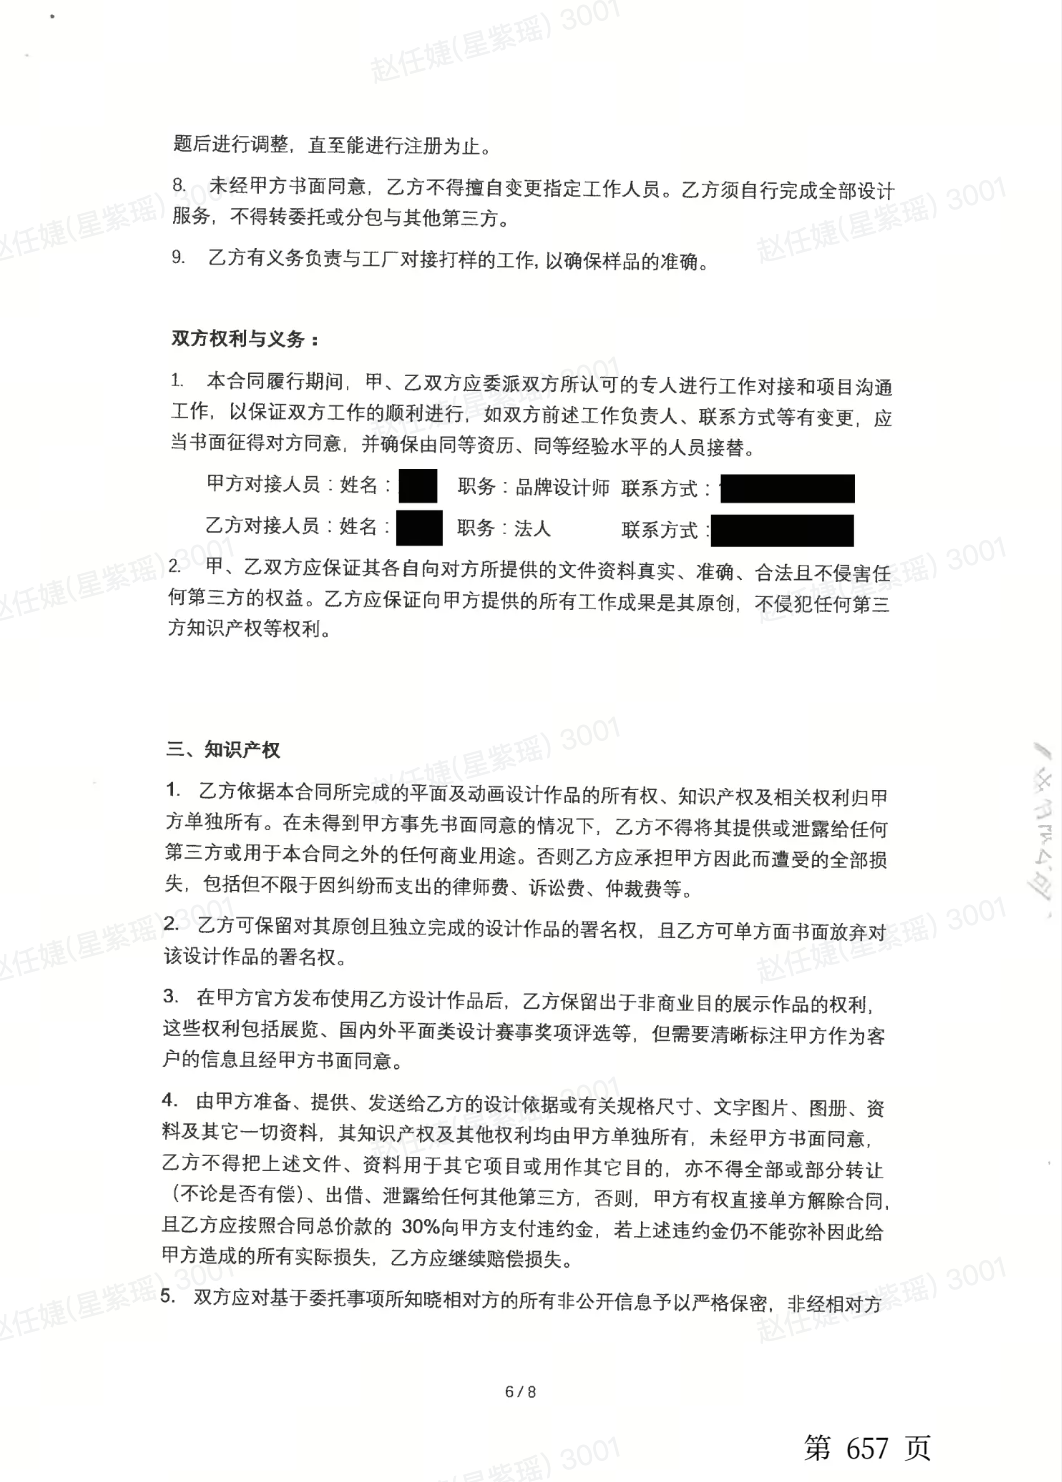 题后进行调整，直至能进行注册为止。
8. 未经甲方书面同意，乙方不得擅自变更指定工作人员。乙方须自行完成全部设计
服务，不得转委托或分包与其他第三方。
9. 乙方有义务负责与工厂对接打样的工作,以确保样品的准确。
双方权利与义务：
1. 本合同履行期间，甲、乙双方应委派双方所认可的专人进行工作对接和项目沟通
工作，以保证双方工作的顺利进行，如双方前述工作负责人、联系方式等有变更，应
当书面征得对方同意，并确保由同等资历、同等经验水平的人员接替。
甲方对接人员：姓名： 职务：品牌设计师 联系方式：
乙方对接人员：姓名： 职务：法人 联系方式：
2. 甲、乙双方应保证其各自向对方所提供的文件资料真实、准确、合法且不侵害任
何第三方的权益。乙方应保证向甲方提供的所有工作成果是其原创，不侵犯任何第三
方知识产权等权利。
三、知识产权
1. 乙方依据本合同所完成的平面及动画设计作品的所有权、知识产权及相关权利归甲
方单独所有。在未得到甲方事先书面同意的情况下，乙方不得将其提供或泄露给任何
第三方或用于本合同之外的任何商业用途。否则乙方应承担甲方因此而遭受的全部损
失，包括但不限于因纠纷而支出的律师费、诉讼费、仲裁费等。
2. 乙方可保留对其原创且独立完成的设计作品的署名权，且乙方可单方面书面放弃对
该设计作品的署名权。
3. 在甲方官方发布使用乙方设计作品后，乙方保留出于非商业目的展示作品的权利，
这些权利包括展览、国内外平面类设计赛事奖项评选等，但需要清晰标注甲方作为客
户的信息且经甲方书面同意。
4. 由甲方准备、提供、发送给乙方的设计依据或有关规格尺寸、文字图片、图册、资
料及其它一切资料，其知识产权及其他权利均由甲方单独所有，未经甲方书面同意，
乙方不得把上述文件、资料用于其它项目或用作其它目的，亦不得全部或部分转让
（不论是否有偿）、出借、泄露给任何其他第三方，否则，甲方有权直接单方解除合同，
且乙方应按照合同总价款的 30%向甲方支付违约金，若上述违约金仍不能弥补因此给
甲方造成的所有实际损失，乙方应继续赔偿损失。
5. 双方应对基于委托事项所知晓相对方的所有非公开信息予以严格保密，非经相对方
6 / 8
第 657 页
赵任婕(星紫瑶) 3001